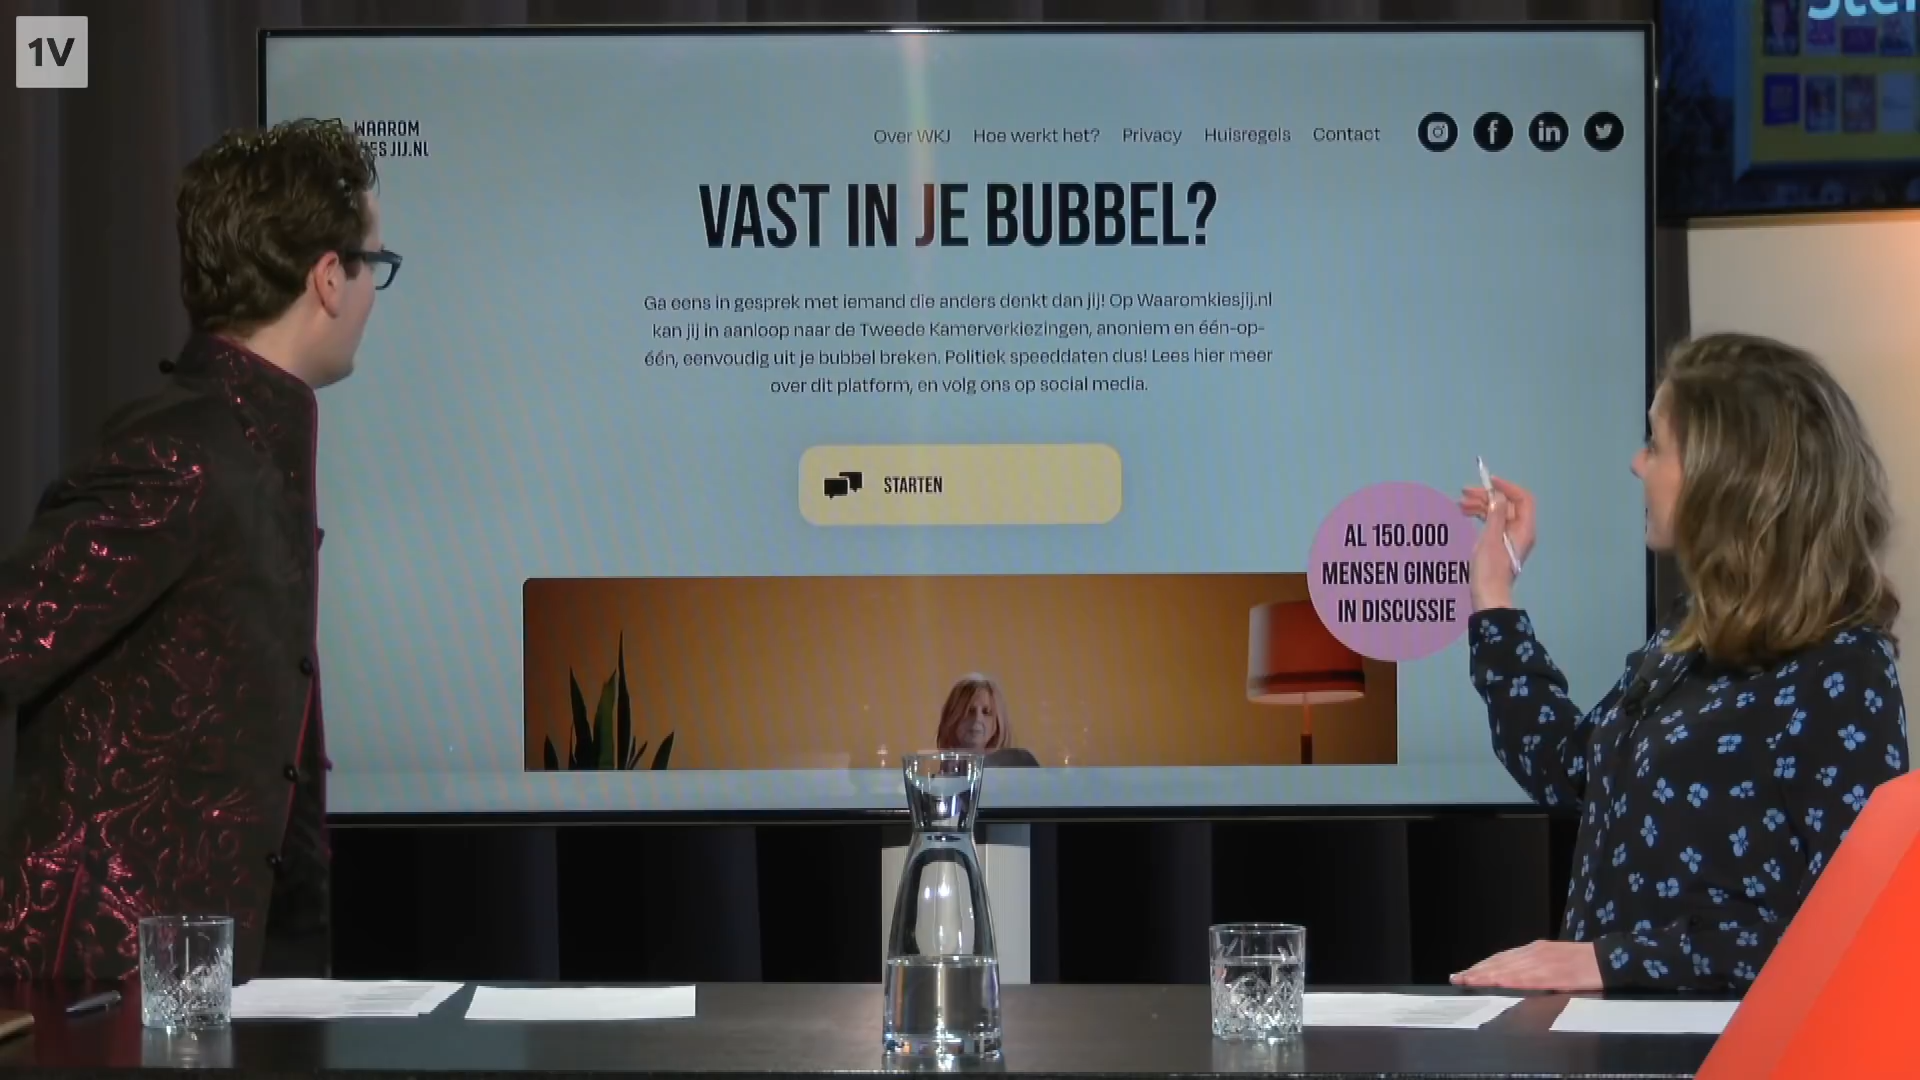 1V
WAAROM
ES JIJ.NL
Over WKJ Hoe werkt het? Privacy Huisregels Contact
VAST IN JE BUBBEL?
Ga eens in gesprek met iemand die anders denkt dan jij! Op Waaromkiesjij.nl
kan jij in aanloop naar de Tweede Kamerverkiezingen, anoniem en één-op-
één, eenvoudig uit je bubbel breken. Politiek speeddaten dus! Lees hier meer
over dit platform, en volg ons op social media.
STARTEN
AL 150.000
MENSEN GINGEN
IN DISCUSSIE